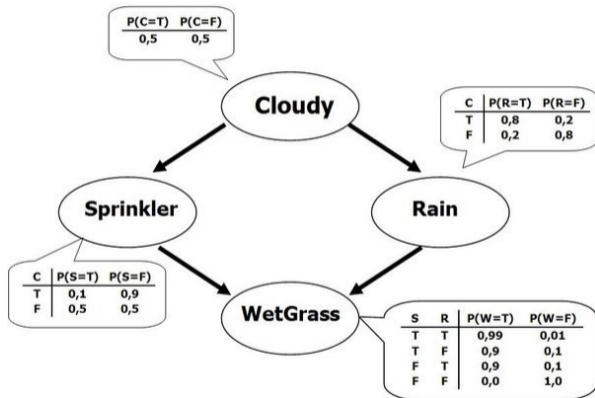 P(C=T) P(C=F)
0,5 0,5
Cloudy
C P(R=T) P(R=F)
T 0,8 0,2
F 0,2 0,8
Sprinkler
Rain
C P(S=T) P(S=F)
T 0,1 0,9
F 0,5 0,5
WetGrass
S R P(W=T) P(W=F)
T T 0,99 0,01
T F 0,9 0,1
F T 0,9 0,1
F F 0,0 1,0